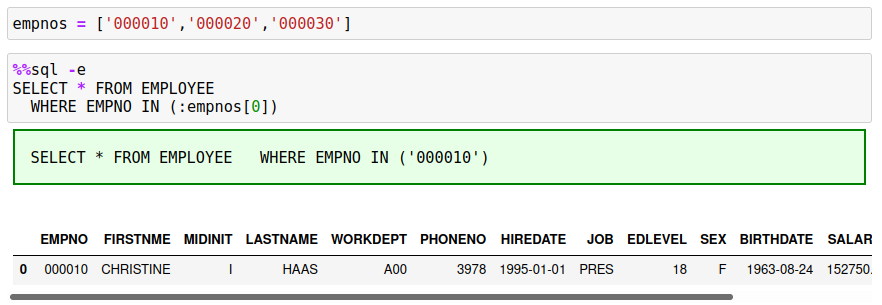 empnos = ['000010','000020','000030']
%%sql -e
SELECT * FROM EMPLOYEE
  WHERE EMPNO IN (:empnos[0])
SELECT * FROM EMPLOYEE   WHERE EMPNO IN ('000010')
EMPNO FIRSTNME MIDINIT LASTNAME WORKDEPT PHONENO HIREDATE JOB EDLEVEL SEX BIRTHDATE SALAR
0 000010 CHRISTINE I HAAS A00 3978 1995-01-01 PRES 18 F 1963-08-24 152750.